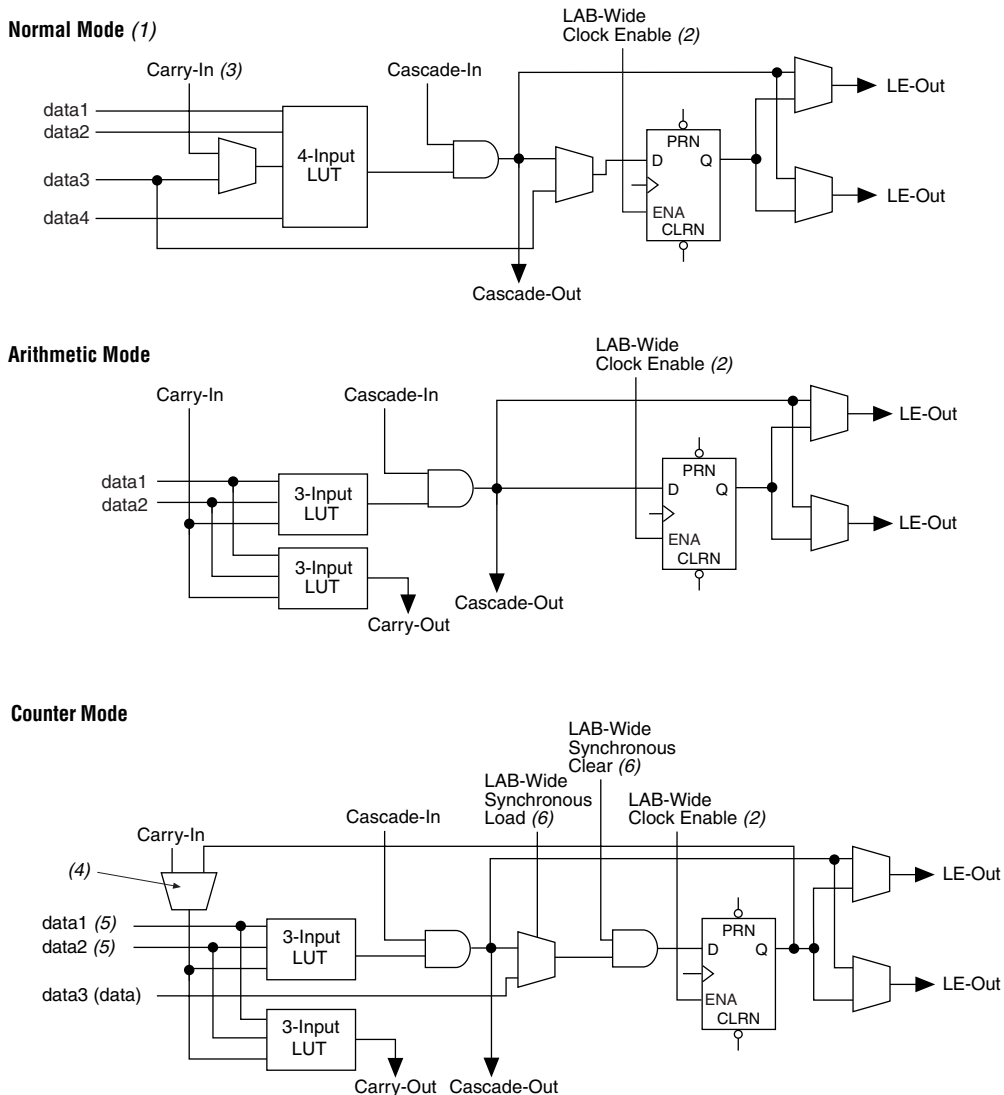 Normal Mode (1)
LAB-Wide
Clock Enable (2)
Carry-In (3)
Cascade-In
LE-Out
data1
data2
4-Input
LUT
data3
data4
PRN
D
Q
ENA
CLRN
LE-Out
Cascade-Out
Arithmetic Mode
LAB-Wide
Clock Enable (2)
Carry-In
Cascade-In
LE-Out
data1
data2
3-Input
LUT
PRN
D
Q
ENA
CLRN
LE-Out
3-Input
LUT
Cascade-Out
Carry-Out
Counter Mode
LAB-Wide
Synchronous
Clear (6)
LAB-Wide
Synchronous
Load (6)
LAB-Wide
Clock Enable (2)
Cascade-In
Carry-In
(4)
LE-Out
data1 (5)
data2 (5)
3-Input
LUT
data3 (data)
PRN
D
Q
ENA
CLRN
LE-Out
3-Input
LUT
Carry-Out
Cascade-Out